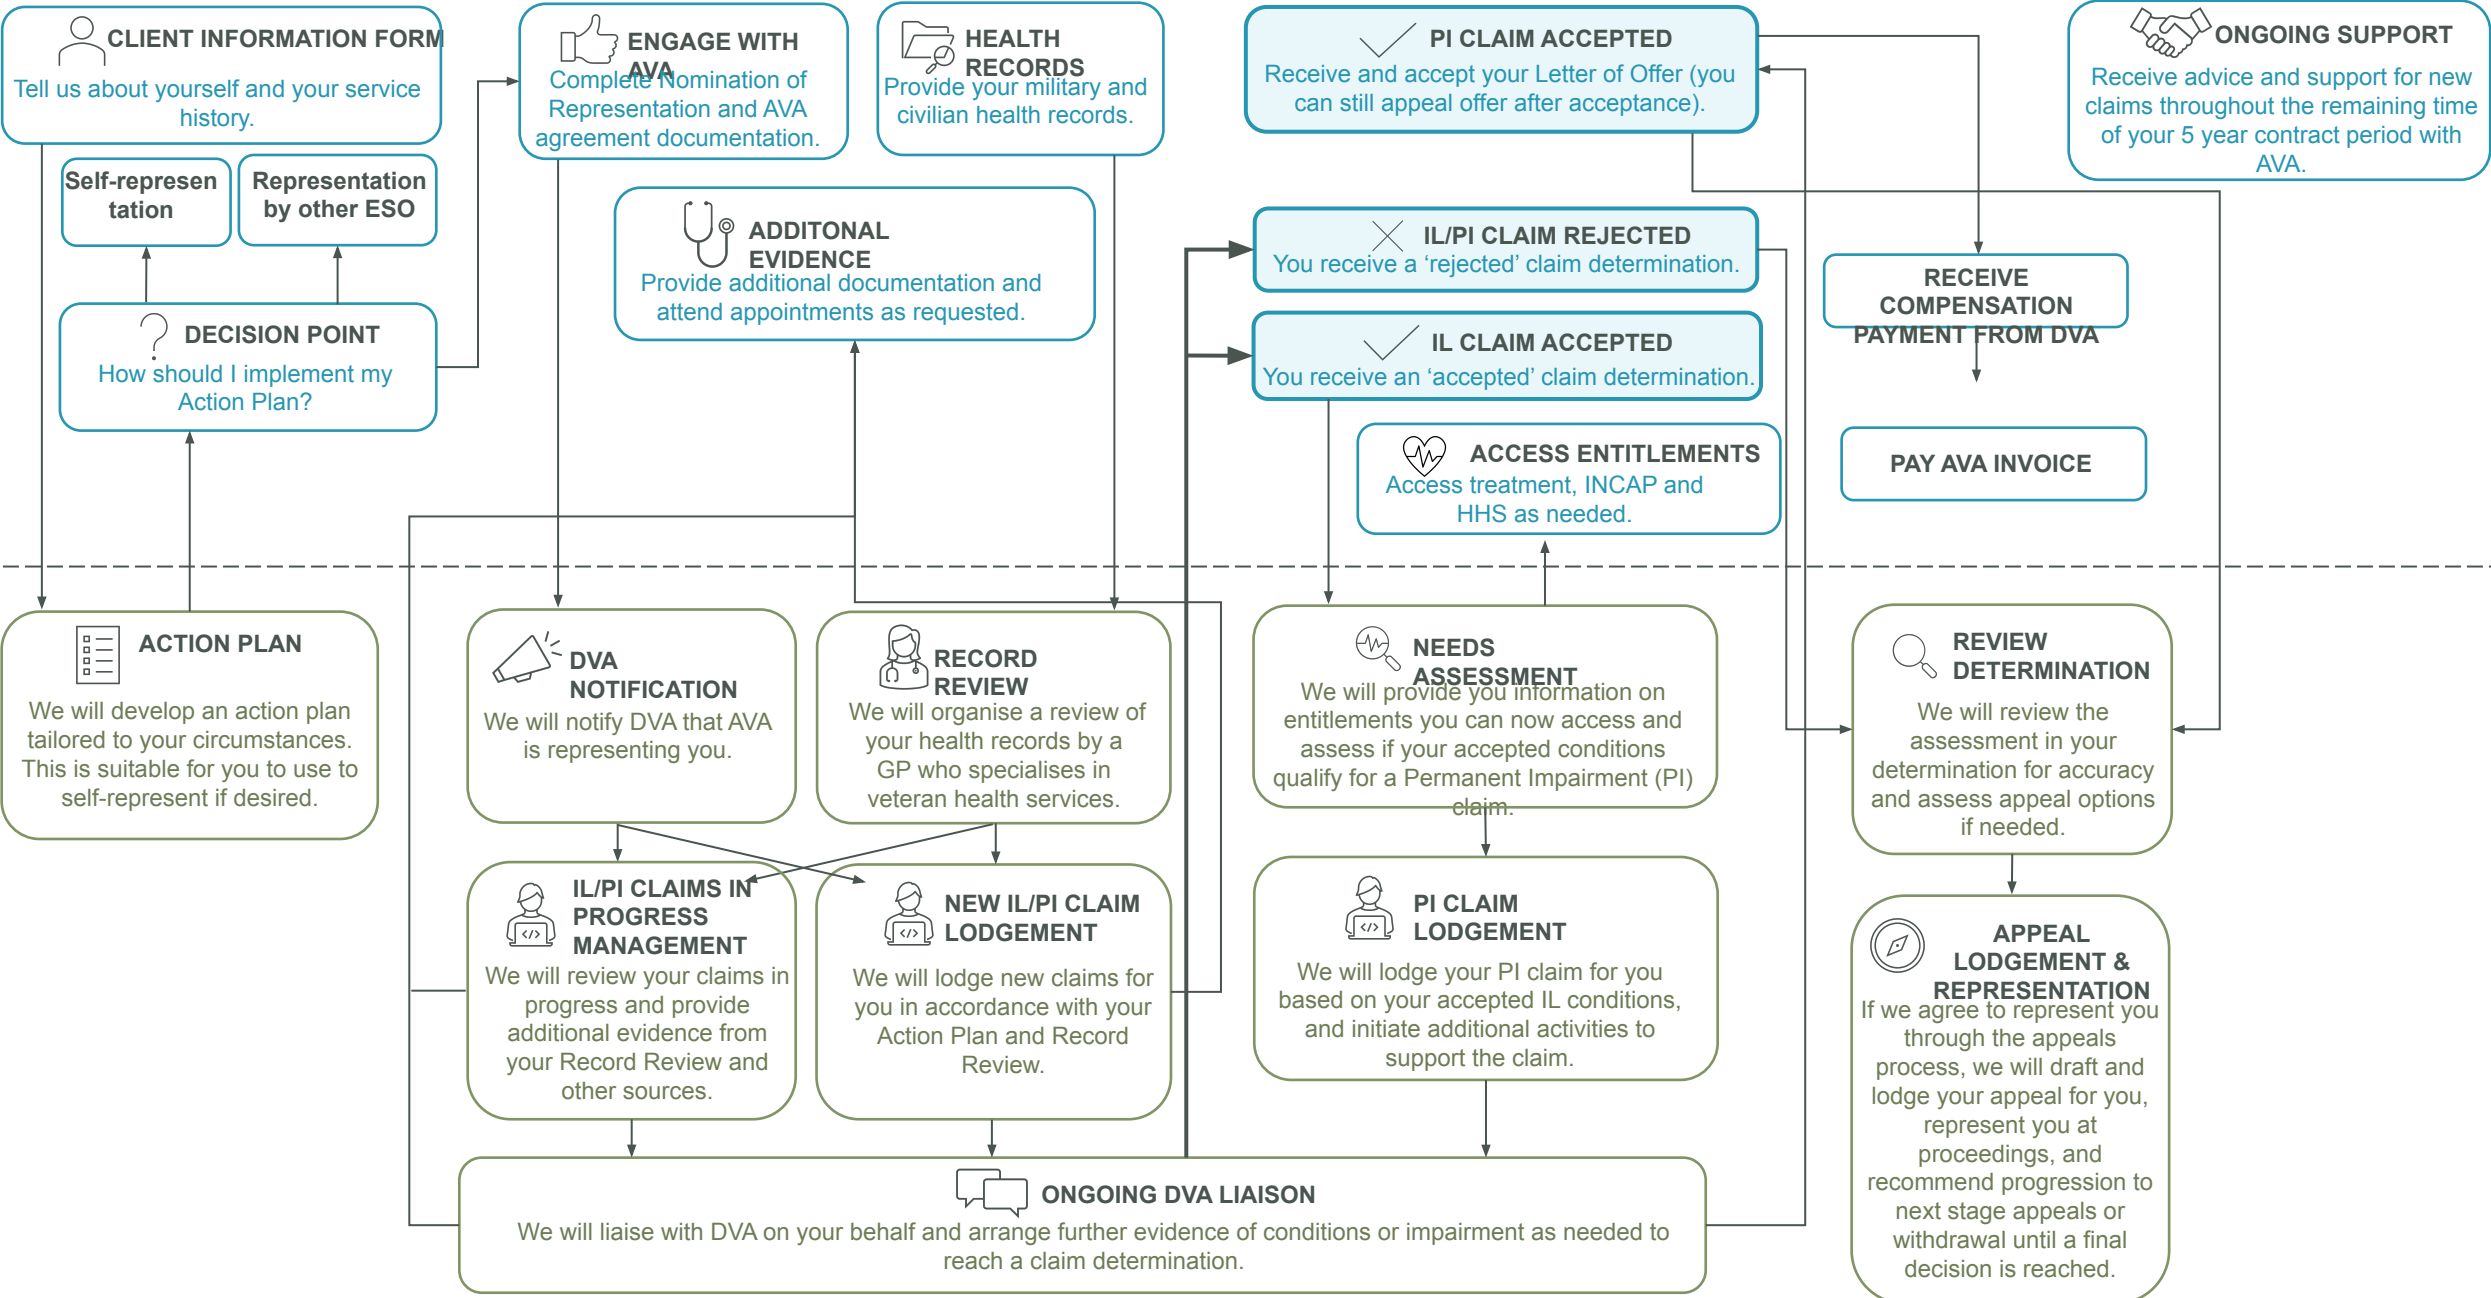 CLIENT INFORMATION FORM
Tell us about yourself and your service
history.
ENGAGE WITH
AVA
Complete Nomination of
Representation and AVA
agreement documentation.
HEALTH
RECORDS
Provide your military and
civilian health records.
PI CLAIM ACCEPTED
Receive and accept your Letter of Offer (you
can still appeal offer after acceptance).
ONGOING SUPPORT
Receive advice and support for new
claims throughout the remaining time
of your 5 year contract period with
AVA.
Self-represen
tation
Representation
by other ESO
ADDITONAL
EVIDENCE
Provide additional documentation and
attend appointments as requested.
IL/PI CLAIM REJECTED
You receive a ‘rejected’ claim determination.
RECEIVE
COMPENSATION
PAYMENT FROM DVA
DECISION POINT
How should I implement my
Action Plan?
IL CLAIM ACCEPTED
You receive an ‘accepted’ claim determination.
ACCESS ENTITLEMENTS
Access treatment, INCAP and
HHS as needed.
PAY AVA INVOICE
ACTION PLAN
We will develop an action plan
tailored to your circumstances.
This is suitable for you to use to
self-represent if desired.
DVA
NOTIFICATION
We will notify DVA that AVA
is representing you.
RECORD
REVIEW
We will organise a review of
your health records by a
GP who specialises in
veteran health services.
NEEDS
ASSESSMENT
We will provide you information on
entitlements you can now access and
assess if your accepted conditions
qualify for a Permanent Impairment (PI)
claim.
REVIEW
DETERMINATION
We will review the
assessment in your
determination for accuracy
and assess appeal options
if needed.
IL/PI CLAIMS IN
PROGRESS
MANAGEMENT
We will review your claims in
progress and provide
additional evidence from
your Record Review and
other sources.
NEW IL/PI CLAIM
LODGEMENT
We will lodge new claims for
you in accordance with your
Action Plan and Record
Review.
PI CLAIM
LODGEMENT
We will lodge your PI claim for you
based on your accepted IL conditions,
and initiate additional activities to
support the claim.
APPEAL
LODGEMENT &
REPRESENTATION
If we agree to represent you
through the appeals
process, we will draft and
lodge your appeal for you,
represent you at
proceedings, and
recommend progression to
next stage appeals or
withdrawal until a final
decision is reached.
ONGOING DVA LIAISON
We will liaise with DVA on your behalf and arrange further evidence of conditions or impairment as needed to
reach a claim determination.